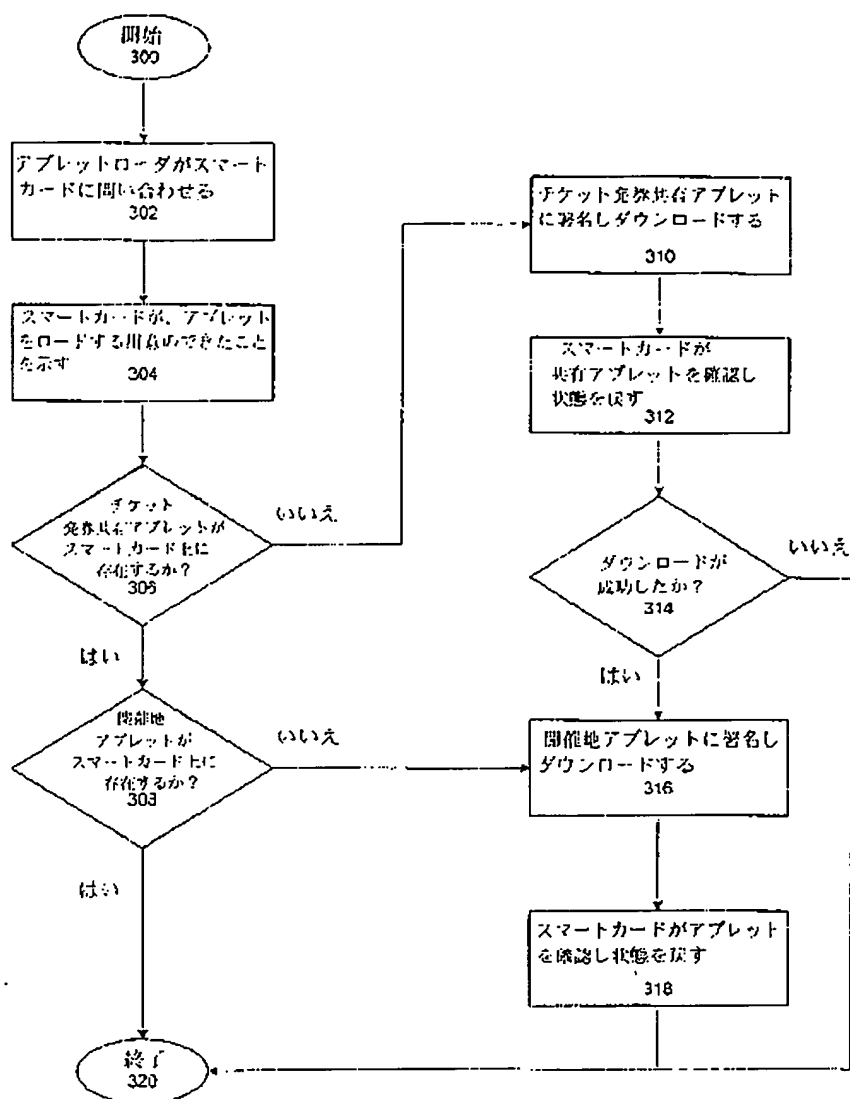 開始
300
アプレットローダがスマート
カードに問い合わせる
302
スマートカードが、アプレット
をロードする用意のできたこと
を示す
304
チケット
発券共有アプレットが
スマートカード上に
存在するか?
306
いいえ
はい
開催地
アプレットが
スマートカード上に
存在するか?
308
いいえ
はい
終了
320
チケット発券共有アプレット
に署名しダウンロードする
310
スマートカードが
共有アプレットを確認し
状態を戻す
312
ダウンロードが
成功したか?
314
いいえ
はい
開催地アプレットに署名し
ダウンロードする
316
スマートカードがアプレット
を確認し状態を戻す
318